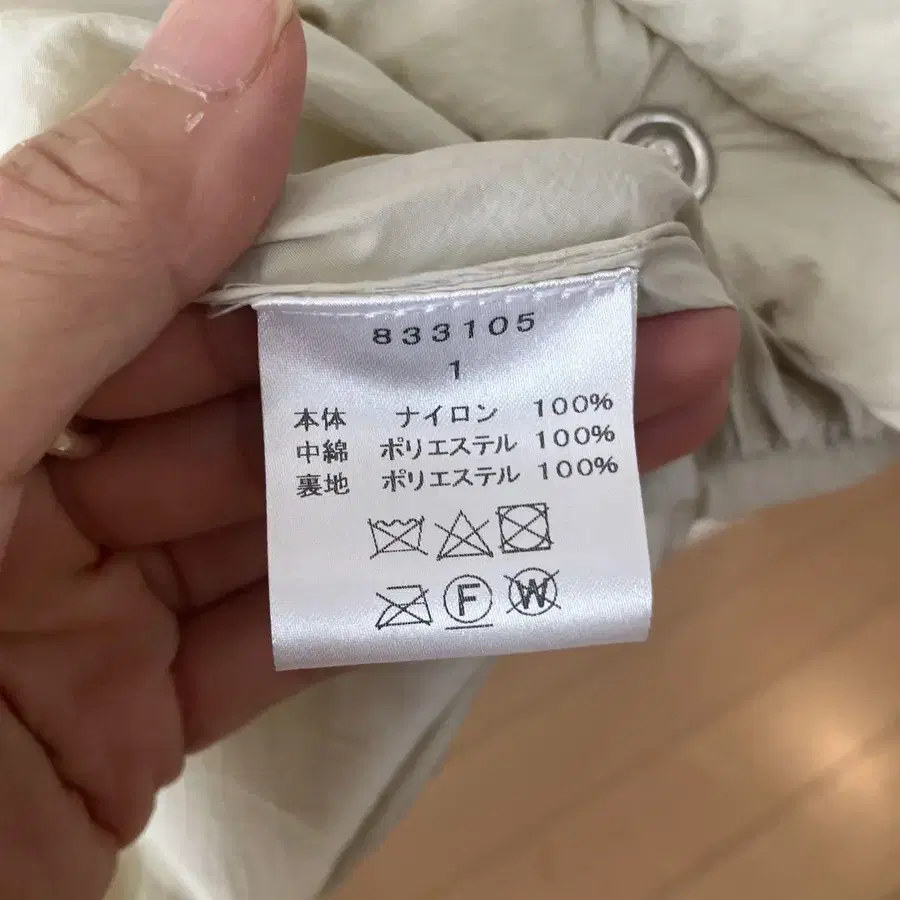 833105
1
本体 ナイロン 100%
中綿 ポリエステル 100%
裏地 ポリエステル 100%
F W